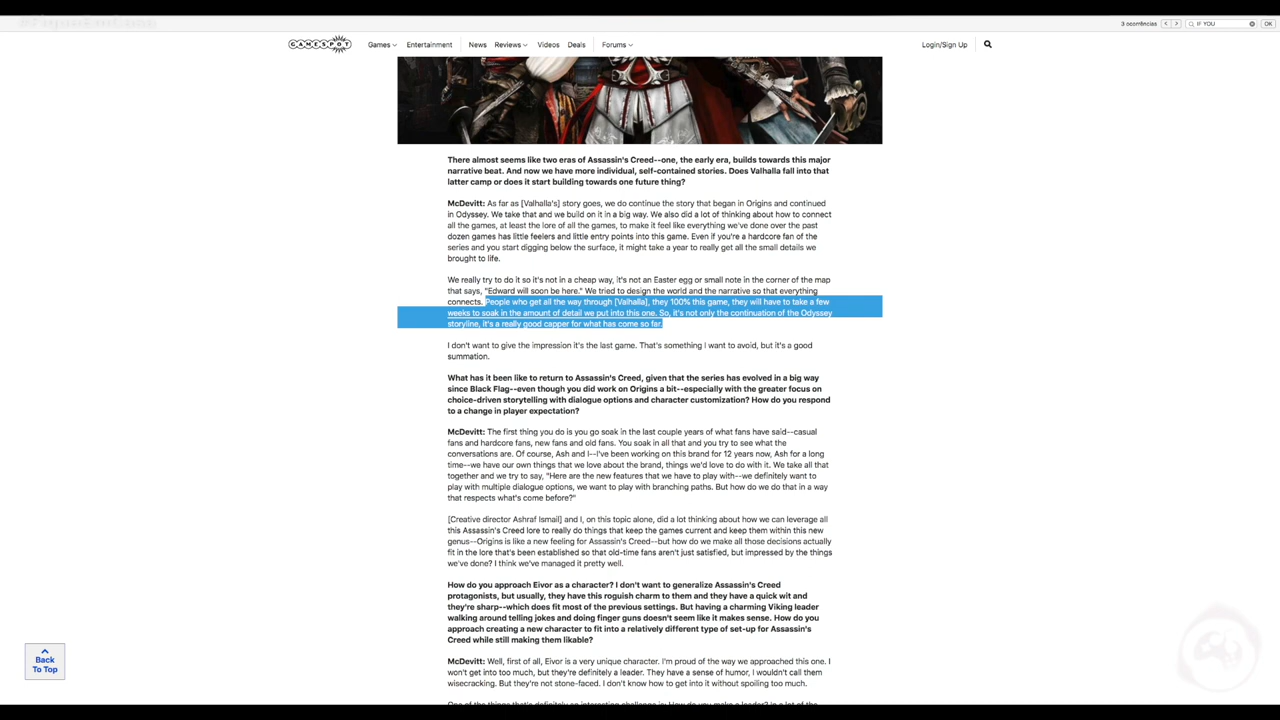 3 ocorrências
IF YOU
OK
GAMESPOT
Games
Entertainment
News
Reviews
Videos
Deals
Forums
Login/Sign Up
There almost seems like two eras of Assassin's Creed--one, the early era, builds towards this major
narrative beat. And now we have more individual, self-contained stories. Does Valhalla fall into that
latter camp or does it start building towards one future thing?
McDevitt: As far as [Valhalla's] story goes, we do continue the story that began in Origins and continued
in Odyssey. We take that and we build on it in a big way. We also did a lot of thinking about how to connect
all the games, at least the lore of all the games, to make it feel like everything we've done over the past
dozen games has little feelers and little entry points into this game. Even if you're a hardcore fan of the
series and you start digging below the surface, it might take a year to really get all the small details we
brought to life.
We really try to do it so it's not in a cheap way, it's not an Easter egg or small note in the corner of the map
that says, "Edward will soon be here." We tried to design the world and the narrative so that everything
connects. People who get all the way through [Valhalla], they 100% this game, they will have to take a few
weeks to soak in the amount of detail we put into this one. So, it's not only the continuation of the Odyssey
storyline, it's a really good capper for what has come so far.
I don't want to give the impression it's the last game. That's something I want to avoid, but it's a good
summation.
What has it been like to return to Assassin's Creed, given that the series has evolved in a big way
since Black Flag--even though you did work on Origins a bit--especially with the greater focus on
choice-driven storytelling with dialogue options and character customization? How do you respond
to a change in player expectation?
McDevitt: The first thing you do is you go soak in the last couple years of what fans have said--casual
fans and hardcore fans, new fans and old fans. You soak in all that and you try to see what the
conversations are. Of course, Ash and I--I've been working on this brand for 12 years now, Ash for a long
time--we have our own things that we love about the brand, things we'd love to do with it. We take all that
together and we try to say, "Here are the new features that we have to play with--we definitely want to
play with multiple dialogue options, we want to play with branching paths. But how do we do that in a way
that respects what's come before?"
[Creative director Ashraf Ismail] and I, on this topic alone, did a lot thinking about how we can leverage all
this Assassin's Creed lore to really do things that keep the games current and keep them within this new
genus--Origins is like a new feeling for Assassin's Creed--but how do we make all those decisions actually
fit in the lore that's been established so that old-time fans aren't just satisfied, but impressed by the things
we've done? I think we've managed it pretty well.
How do you approach Eivor as a character? I don't want to generalize Assassin's Creed
protagonists, but usually, they have this roguish charm to them and they have a quick wit and
they're sharp--which does fit most of the previous settings. But having a charming Viking leader
walking around telling jokes and doing finger guns doesn't seem like it makes sense. How do you
approach creating a new character to fit into a relatively different type of set-up for Assassin's
Creed while still making them likable?
McDevitt: Well, first of all, Eivor is a very unique character. I'm proud of the way we approached this one. I
won't get into too much, but they're definitely a leader. They have a sense of humor, I wouldn't call them
wisecracking. But they're not stone-faced. I don't know how to get into it without spoiling too much.
Back
To Top